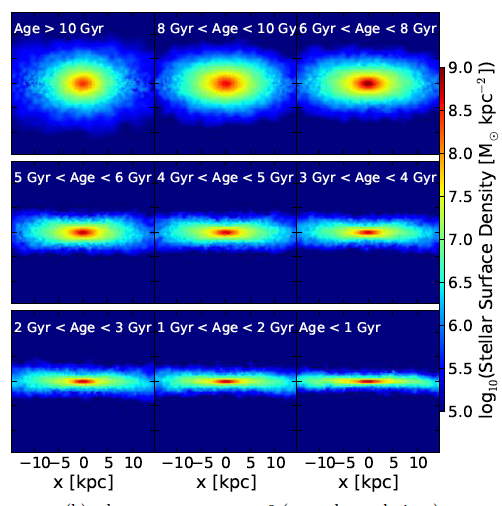 Age > 10 Gyr
8 Gyr < Age < 10 Gy
6 Gyr < Age < 8 Gyr
5 Gyr < Age < 6 Gyr
4 Gyr < Age < 5 Gyr
3 Gyr < Age < 4 Gyr
2 Gyr < Age < 3 Gyr
1 Gyr < Age < 2 Gyr
Age < 1 Gyr
9.0
8.5
8.0
7.5
7.0
6.5
6.0
5.5
5.0
log₁₀(Stellar Surface Density [M⊙ kpc⁻²])
−10 −5 0 5 10
−10 −5 0 5 10
−10 −5 0 5 10
x [kpc]
x [kpc]
x [kpc]